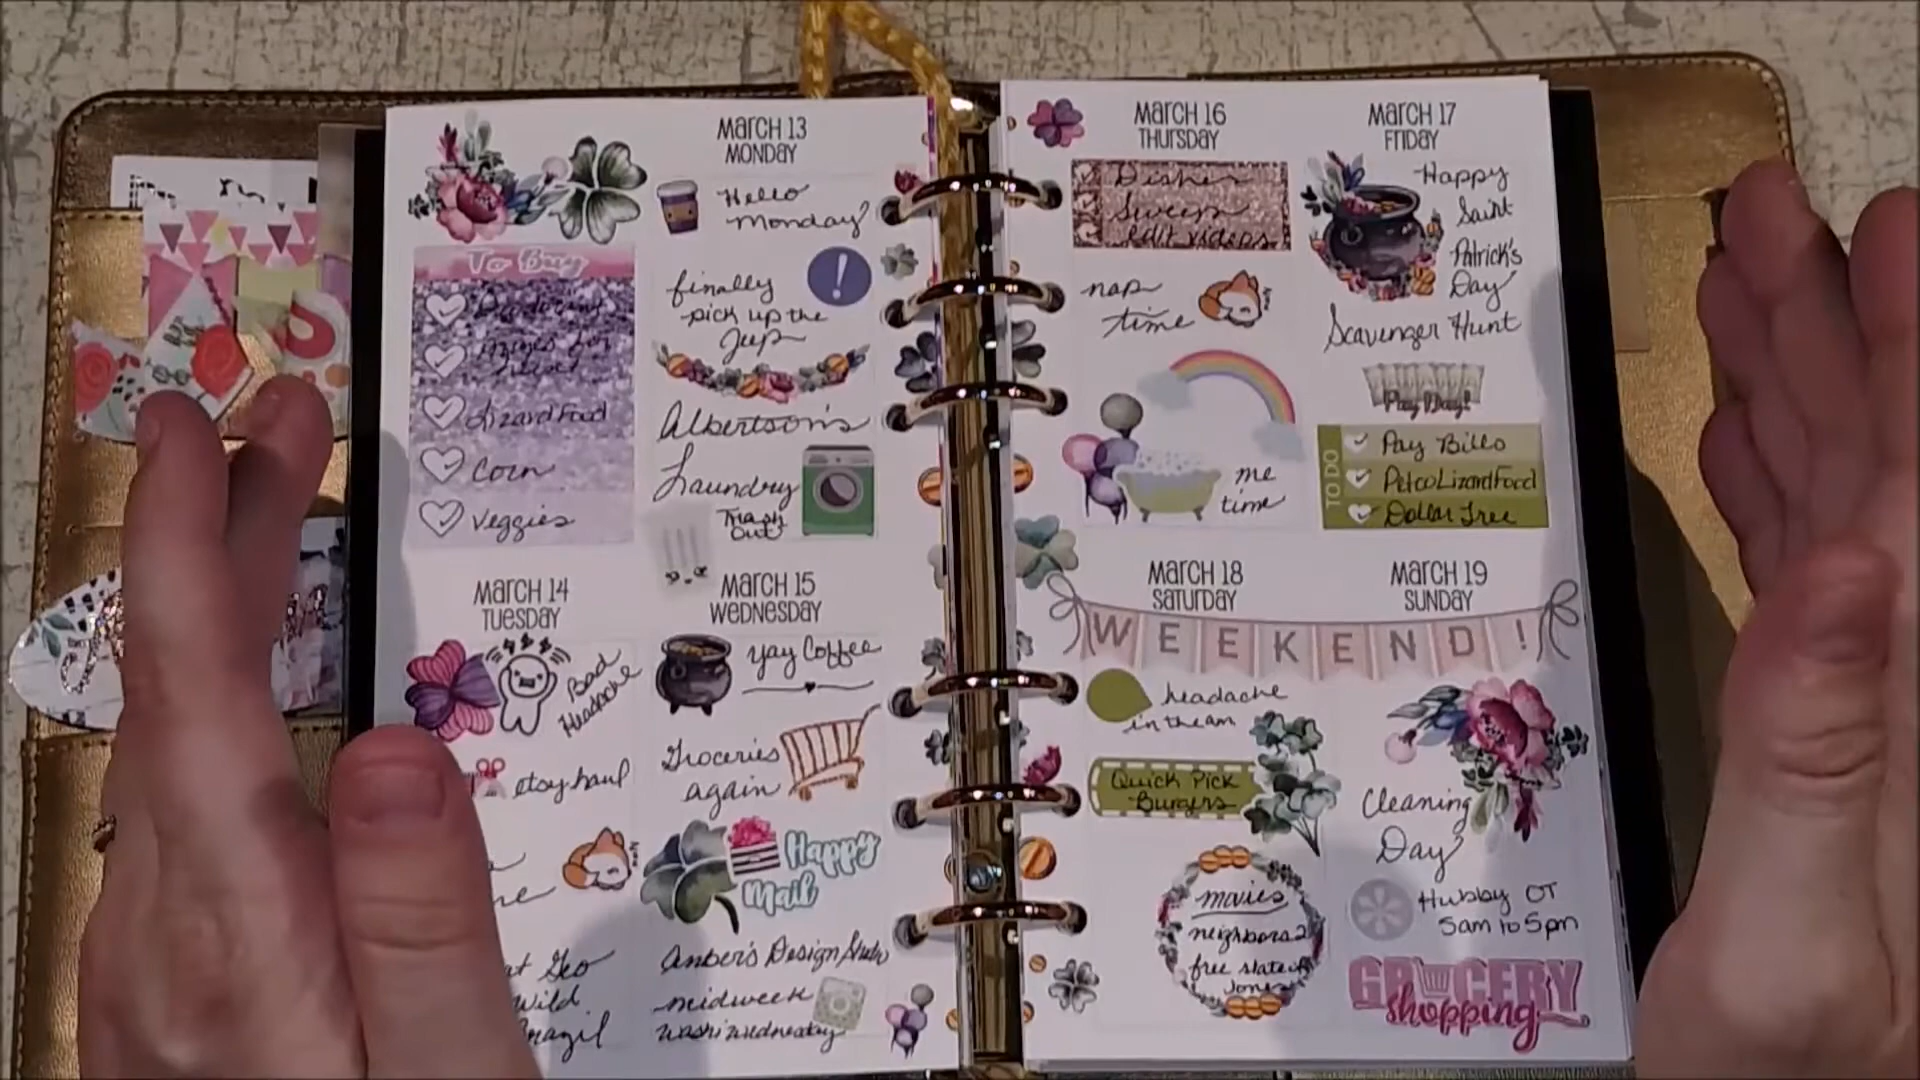 March 13
Monday
Hello
Monday
To Buy
finally
pick up the
Jeep
Lizard Food
Corn
Veggies
Albertson's
Laundry
Trash
Out
March 14
Tuesday
Bad
Headache
etsy haul
Geo
Wild
March 15
Wednesday
Yay Coffee
Groceries
again
Happy
Mail
Amber's Design Studio
midweek
washi wednesday
March 16
Thursday
Dishes
Sweep
edit videos
nap
time
me
time
March 17
Friday
Happy
Saint
Patrick's
Day
Scavenger Hunt
Pay Day!
TO DO
Pay Bills
Petco Lizard Food
Dollar Tree
March 18
Saturday
March 19
Sunday
WEEKEND!
headache
in the am
Quick Pick
Burgers
movies
neighbors 2
free state of
Jones
Cleaning
Day
Hubby OT
5am to 5pm
GROCERY
shopping